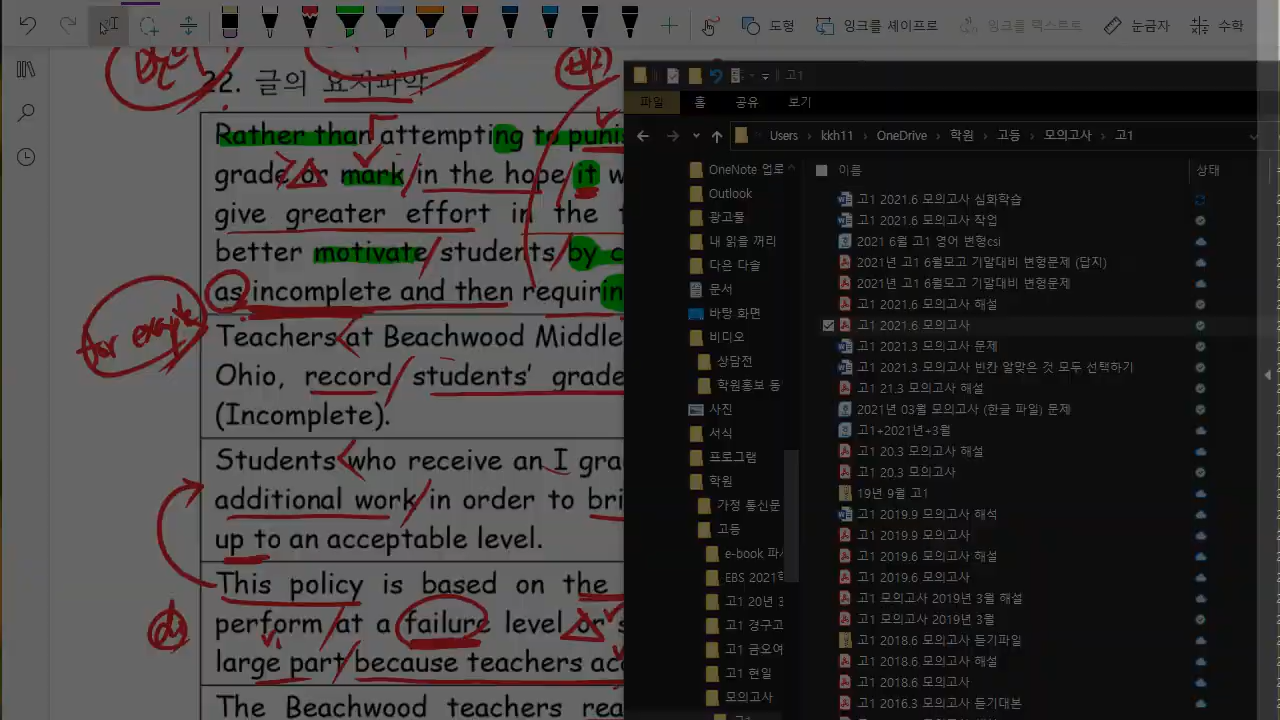 도형
잉크를 셰이프로
잉크를 텍스트로
눈금자
수학
22. 글의 요지파악
Rather than attempting to punis
grade or mark in the hope it w
give greater effort in the
better motivate students by c
as incomplete and then requirin
for example
Teachers at Beachwood Middle
Ohio, record students' grade
(Incomplete).
Students who receive an I gra
additional work in order to bri
up to an acceptable level.
This policy is based on the
perform at a failure level or s
large part because teachers acc
The Beachwood teachers rea
고1
파일 홈 공유 보기
Users kkh11 OneDrive 학원 고등 모의고사 고1
OneNote 업로
Outlook
광고물
내 읽을 꺼리
다은 다솔
문서
바탕 화면
비디오
상담전
학원홍보 동
사진
서식
프로그램
학원
가정 통신문
고등
e-book 파
EBS 2021학
고1 20년 3
고1 경구고
고1 금오여
고1 현일
모의고사
고1
이름 상태
고1 2021.6 모의고사 심화학습
고1 2021.6 모의고사 작업
2021 6월 고1 영어 변형csi
2021년 고1 6월모고 기말대비 변형문제 (답지)
2021년 고1 6월모고 기말대비 변형문제
고1 2021.6 모의고사 해설
고1 2021.6 모의고사
고1 2021.3 모의고사 문제
고1 2021.3 모의고사 빈칸 알맞은 것 모두 선택하기
고1 21.3 모의고사 해설
2021년 03월 모의고사 (한글 파일) 문제
고1+2021년+3월
고1 20.3 모의고사 해설
고1 20.3 모의고사
19년 9월 고1
고1 2019.9 모의고사 해석
고1 2019.9 모의고사
고1 2019.6 모의고사 해설
고1 2019.6 모의고사
고1 모의고사 2019년 3월 해설
고1 모의고사 2019년 3월
고1 2018.6 모의고사 듣기파일
고1 2018.6 모의고사 해설
고1 2018.6 모의고사
고1 2016.3 모의고사 듣기대본